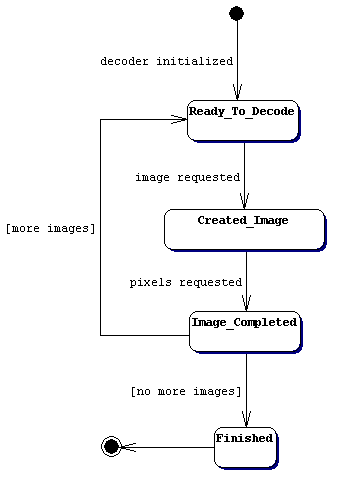 decoder initialized
Ready_To_Decode
image requested
Created_Image
[more images]
pixels requested
Image_Completed
[no more images]
Finished